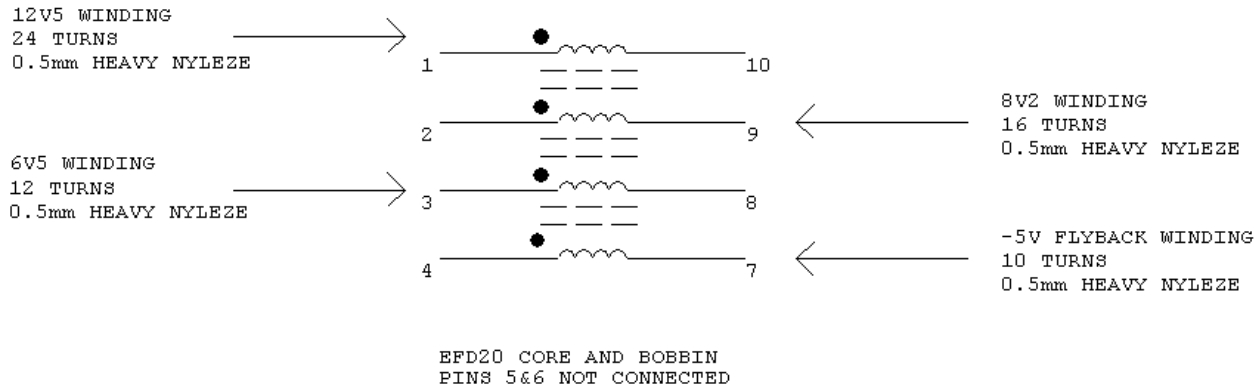 12V5 WINDING
24 TURNS
0.5mm HEAVY NYLEZE
1
10
8V2 WINDING
16 TURNS
0.5mm HEAVY NYLEZE
2
9
6V5 WINDING
12 TURNS
0.5mm HEAVY NYLEZE
3
8
-5V FLYBACK WINDING
10 TURNS
0.5mm HEAVY NYLEZE
4
7
EFD20 CORE AND BOBBIN
PINS 5&6 NOT CONNECTED